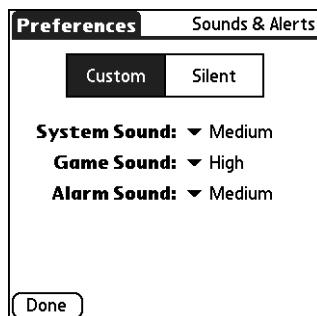 Preferences Sounds & Alerts
Custom Silent
System Sound: Medium
Game Sound: High
Alarm Sound: Medium
Done